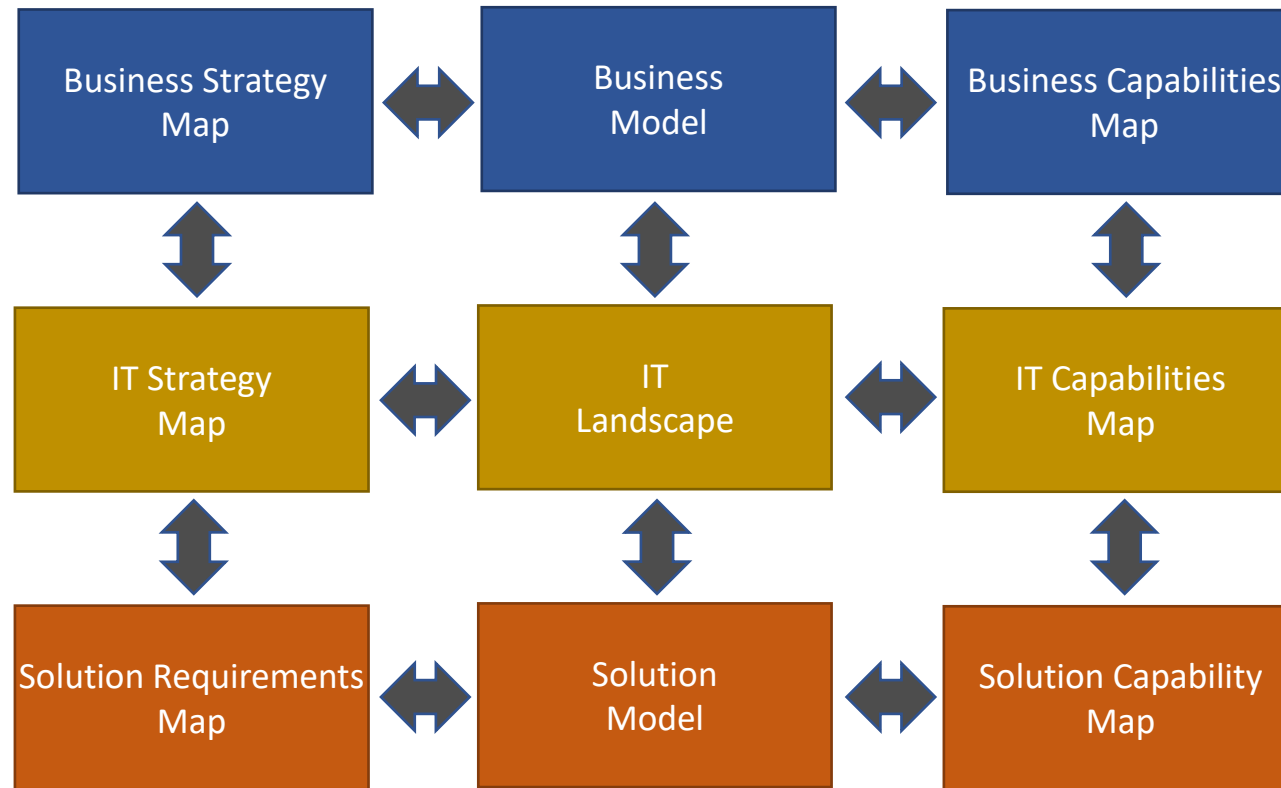 Business Strategy
Map
Business
Model
Business Capabilities
Map
IT Strategy
Map
IT
Landscape
IT Capabilities
Map
Solution Requirements
Map
Solution
Model
Solution Capability
Map